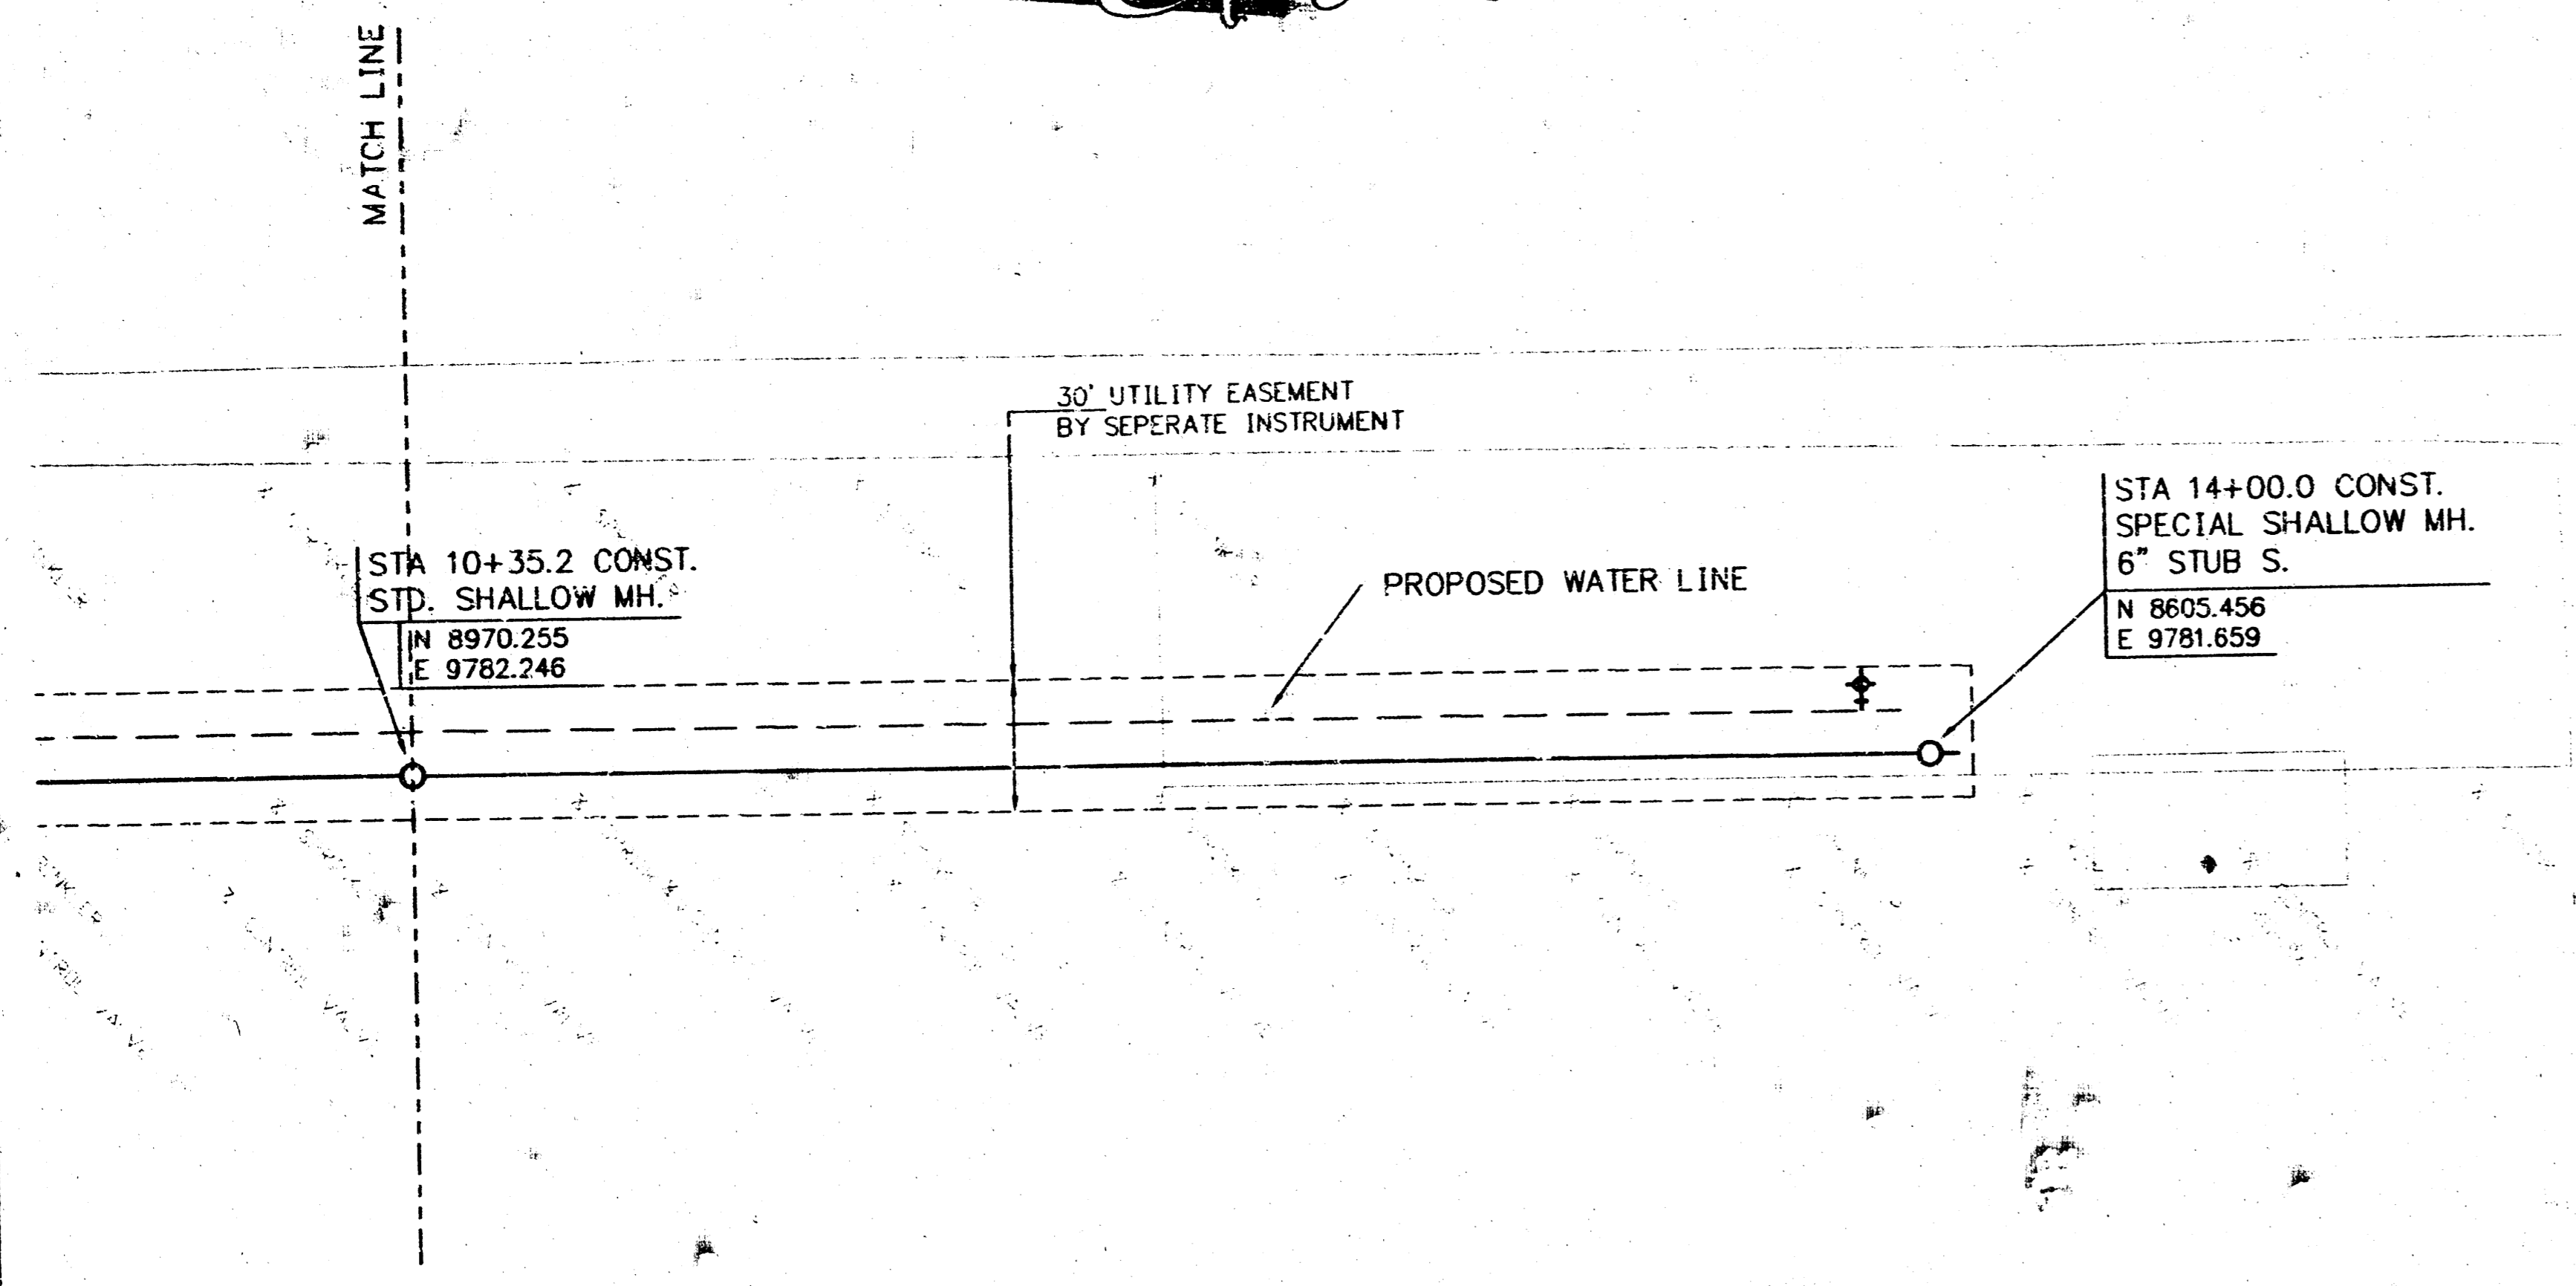 MATCH LINE
30' UTILITY EASEMENT
BY SEPERATE INSTRUMENT
STA 14+00.0 CONST.
SPECIAL SHALLOW MH.
6" STUB S.
N 8605.456
E 9781.659
STA 10+35.2 CONST.
STD. SHALLOW MH.
N 8970.255
E 9782.246
PROPOSED WATER LINE